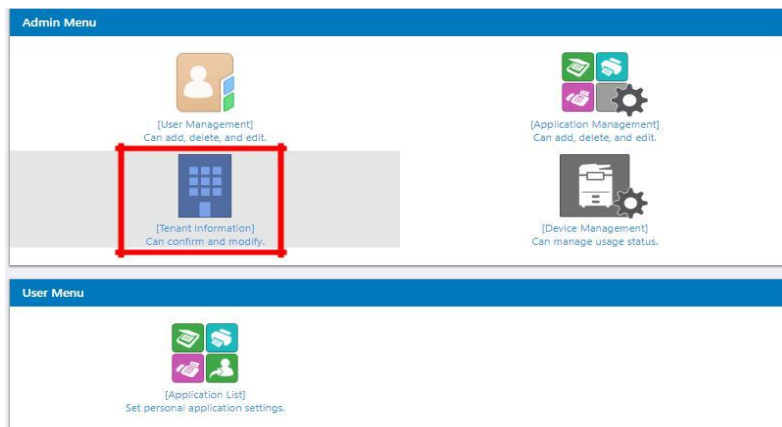 Admin Menu
[User Management]
Can add, delete, and edit.
[Application Management]
Can add, delete, and edit.
[Tenant Information]
Can confirm and modify.
[Device Management]
Can manage usage status.
User Menu
[Application List]
Set personal application settings.